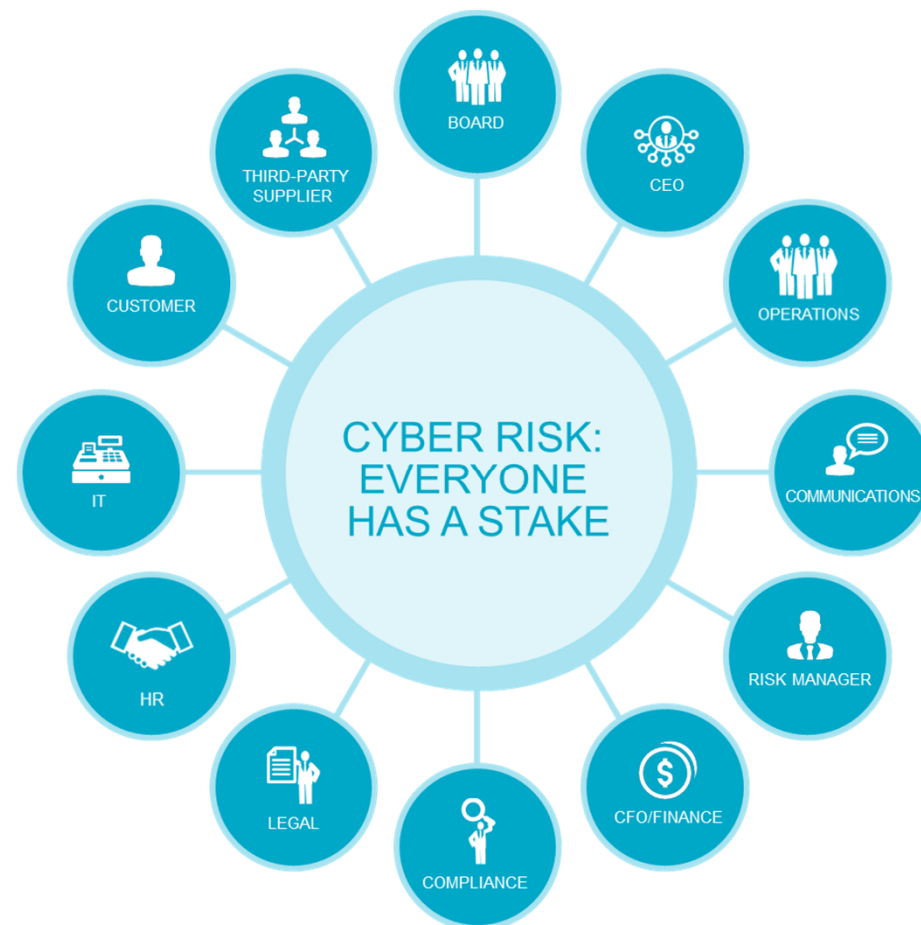 BOARD
CEO
OPERATIONS
COMMUNICATIONS
RISK MANAGER
CFO/FINANCE
COMPLIANCE
LEGAL
HR
IT
CUSTOMER
THIRD-PARTY
SUPPLIER
CYBER RISK:
EVERYONE
HAS A STAKE
$